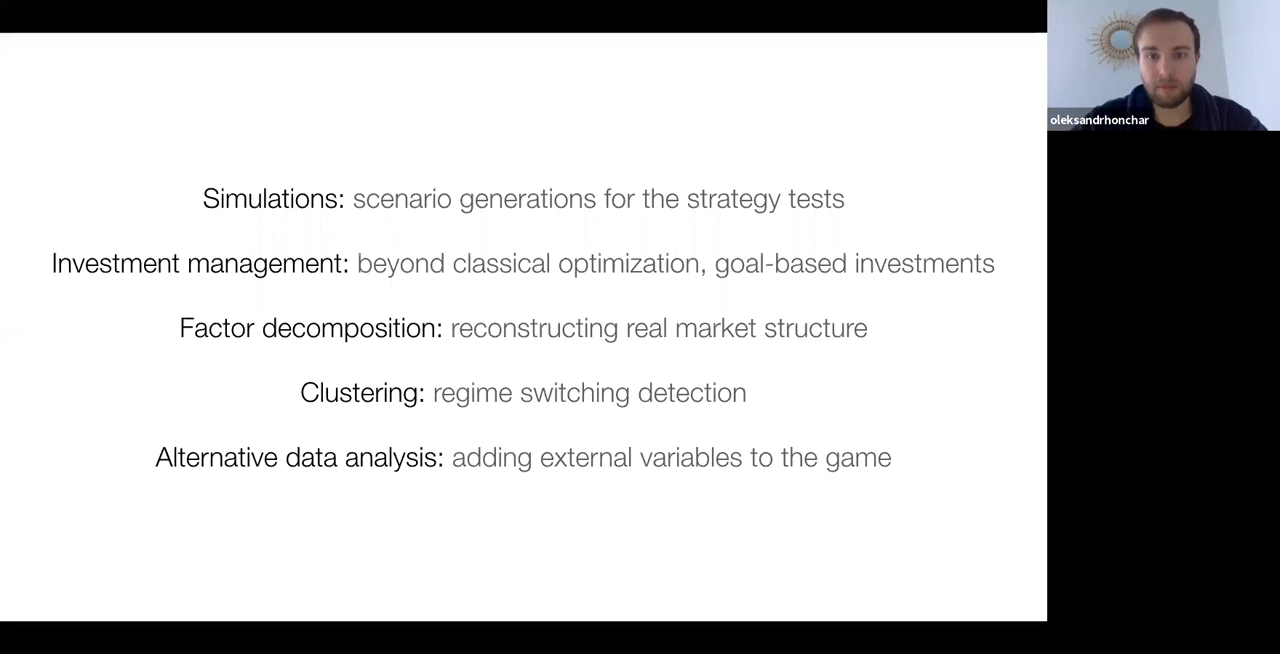 Simulations: scenario generations for the strategy tests
Investment management: beyond classical optimization, goal-based investments
Factor decomposition: reconstructing real market structure
Clustering: regime switching detection
Alternative data analysis: adding external variables to the game
oleksandrhonchar